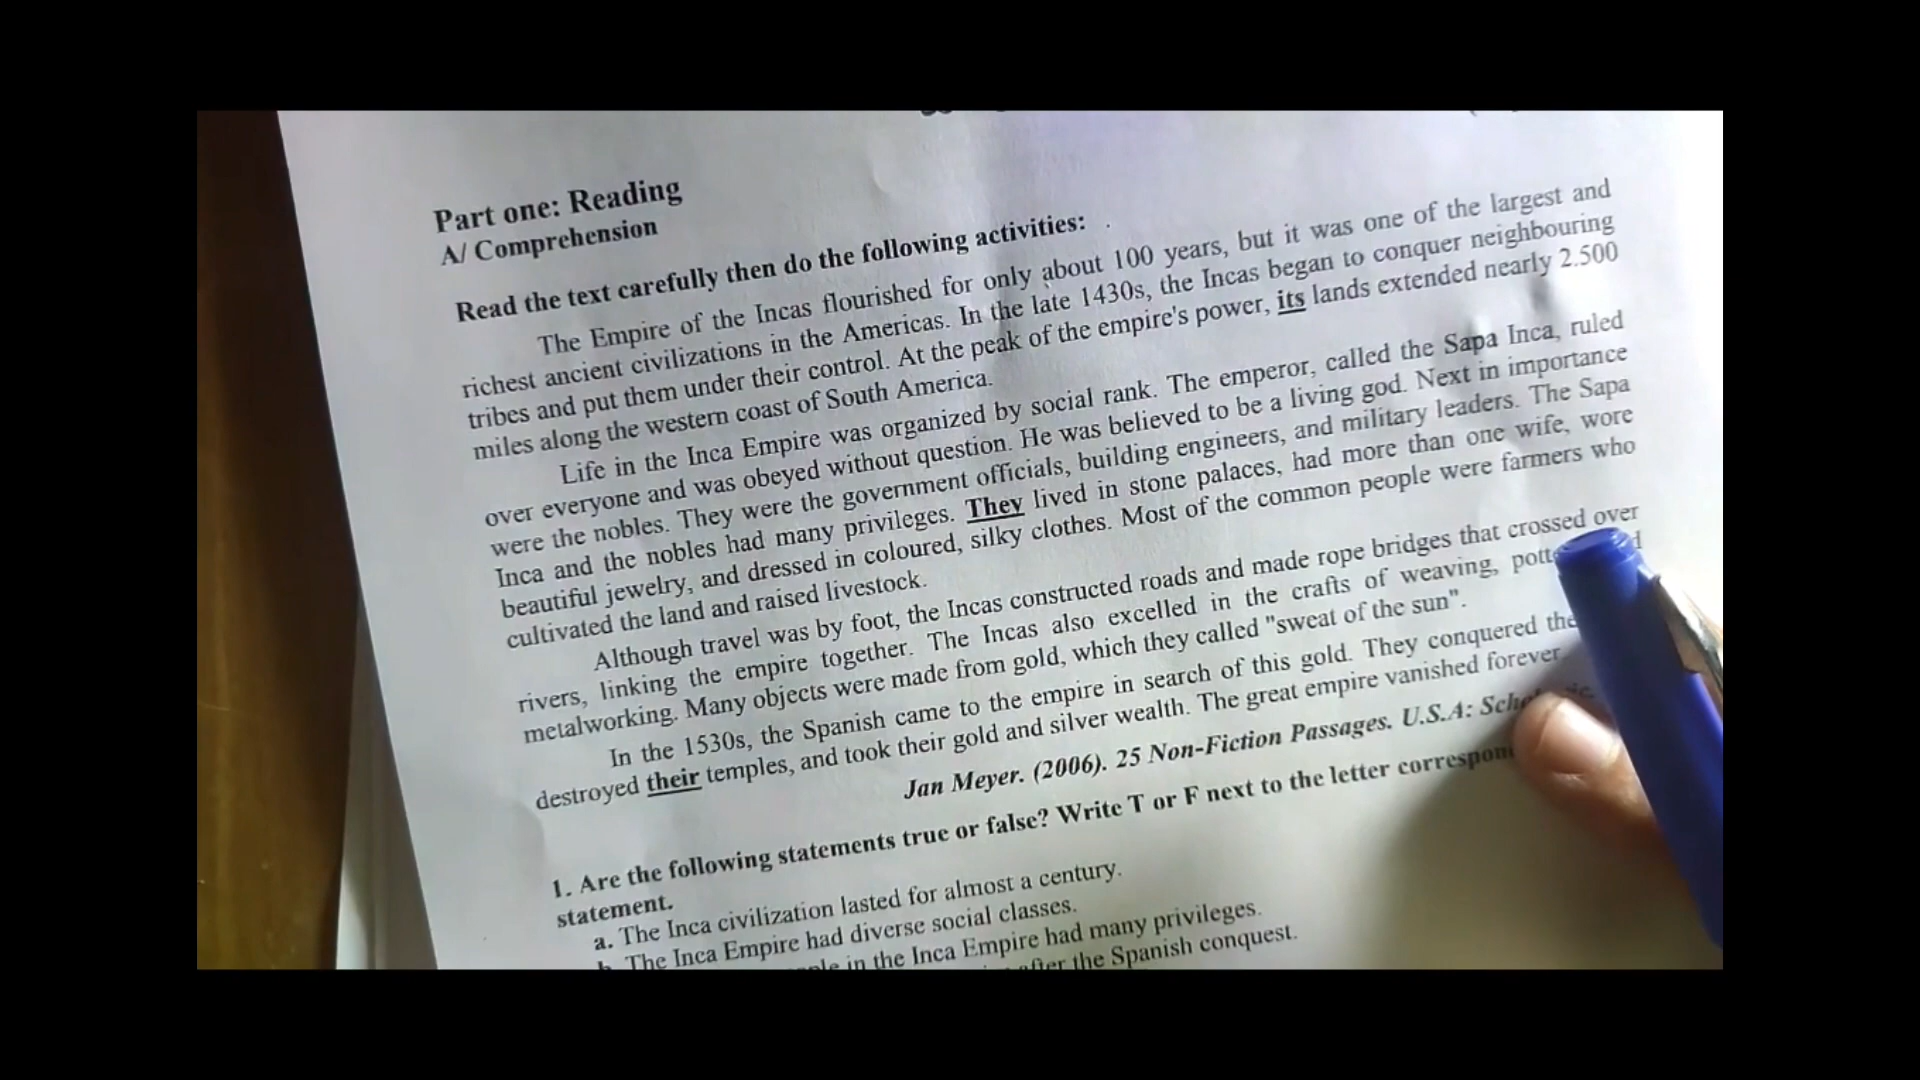 Part one: Reading
A/ Comprehension
Read the text carefully then do the following activities:
The Empire of the Incas flourished for only about 100 years, but it was one of the largest and
richest ancient civilizations in the Americas. In the late 1430s, the Incas began to conquer neighbouring
tribes and put them under their control. At the peak of the empire's power, its lands extended nearly 2.500
miles along the western coast of South America.
Life in the Inca Empire was organized by social rank. The emperor, called the Sapa Inca, ruled
over everyone and was obeyed without question. He was believed to be a living god. Next in importance
were the nobles. They were the government officials, building engineers, and military leaders. The Sapa
Inca and the nobles had many privileges. They lived in stone palaces, had more than one wife, wore
beautiful jewelry, and dressed in coloured, silky clothes. Most of the common people were farmers who
cultivated the land and raised livestock.
Although travel was by foot, the Incas constructed roads and made rope bridges that crossed over
rivers, linking the empire together. The Incas also excelled in the crafts of weaving,
metalworking. Many objects were made from gold, which they called "sweat of the sun".
In the 1530s, the Spanish came to the empire in search of this gold. They conquered the
destroyed their temples, and took their gold and silver wealth. The great empire vanished forever
Jan Meyer. (2006). 25 Non-Fiction Passages. U.S.A:
1. Are the following statements true or false? Write T or F next to the letter
statement.
a. The Inca civilization lasted for almost a century.
The Inca Empire had diverse social classes.
in the Inca Empire had many privileges.
after the Spanish conquest.